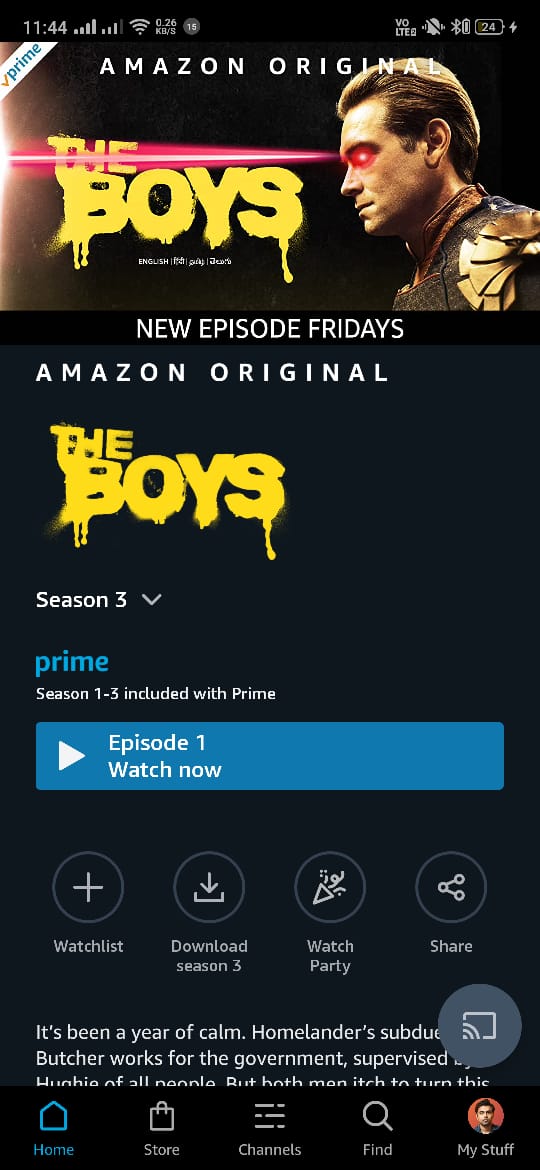 11:44
0.26
KB/S
15
VO
LTE2
24
prime
AMAZON ORIGINAL
THE
BOYS
ENGLISH | हिंदी | தமிழ் | తెలుగు
NEW EPISODE FRIDAYS
AMAZON ORIGINAL
THE
BOYS
Season 3
prime
Season 1-3 included with Prime
Episode 1
Watch now
Watchlist
Download
season 3
Watch
Party
Share
It's been a year of calm. Homelander's subdue
Butcher works for the government, supervised
Hughie of all people. But both men itch to turn this
Home
Store
Channels
Find
My Stuff